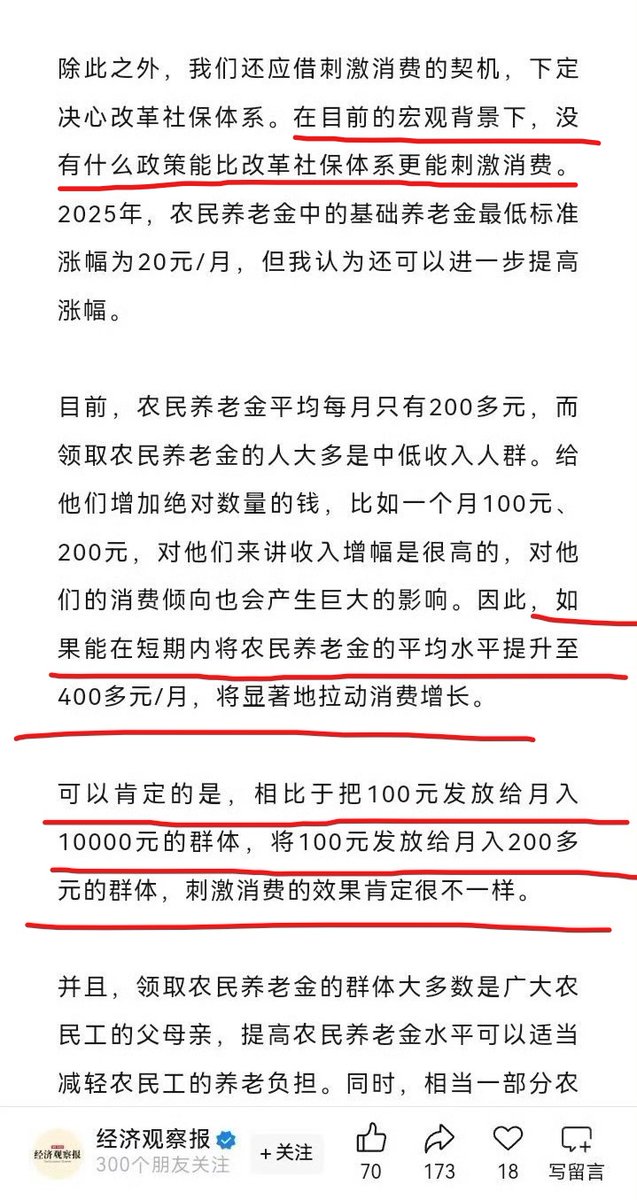 除此之外，我们还应借刺激消费的契机，下定
决心改革社保体系。在目前的宏观背景下，没
有什么政策能比改革社保体系更能刺激消费。
2025年，农民养老金中的基础养老金最低标准
涨幅为20元/月，但我认为还可以进一步提高
涨幅。
目前，农民养老金平均每月只有200多元，而
领取农民养老金的人大多是中低收入人群。给
他们增加绝对数量的钱，比如一个月100元、
200元，对他们来讲收入增幅是很高的，对他
们的消费倾向也会产生巨大的影响。因此，如
果能在短期内将农民养老金的平均水平提升至
400多元/月，将显著地拉动消费增长。
可以肯定的是，相比于把100元发放给月入
10000元的群体，将100元发放给月入200多
元的群体，刺激消费的效果肯定很不一样。
并且，领取农民养老金的群体大多数是广大农
民工的父母亲，提高农民养老金水平可以适当
减轻农民工的养老负担。同时，相当一部分农
经济观察报
经济观察报
300个朋友关注
+关注
70
173
18
写留言